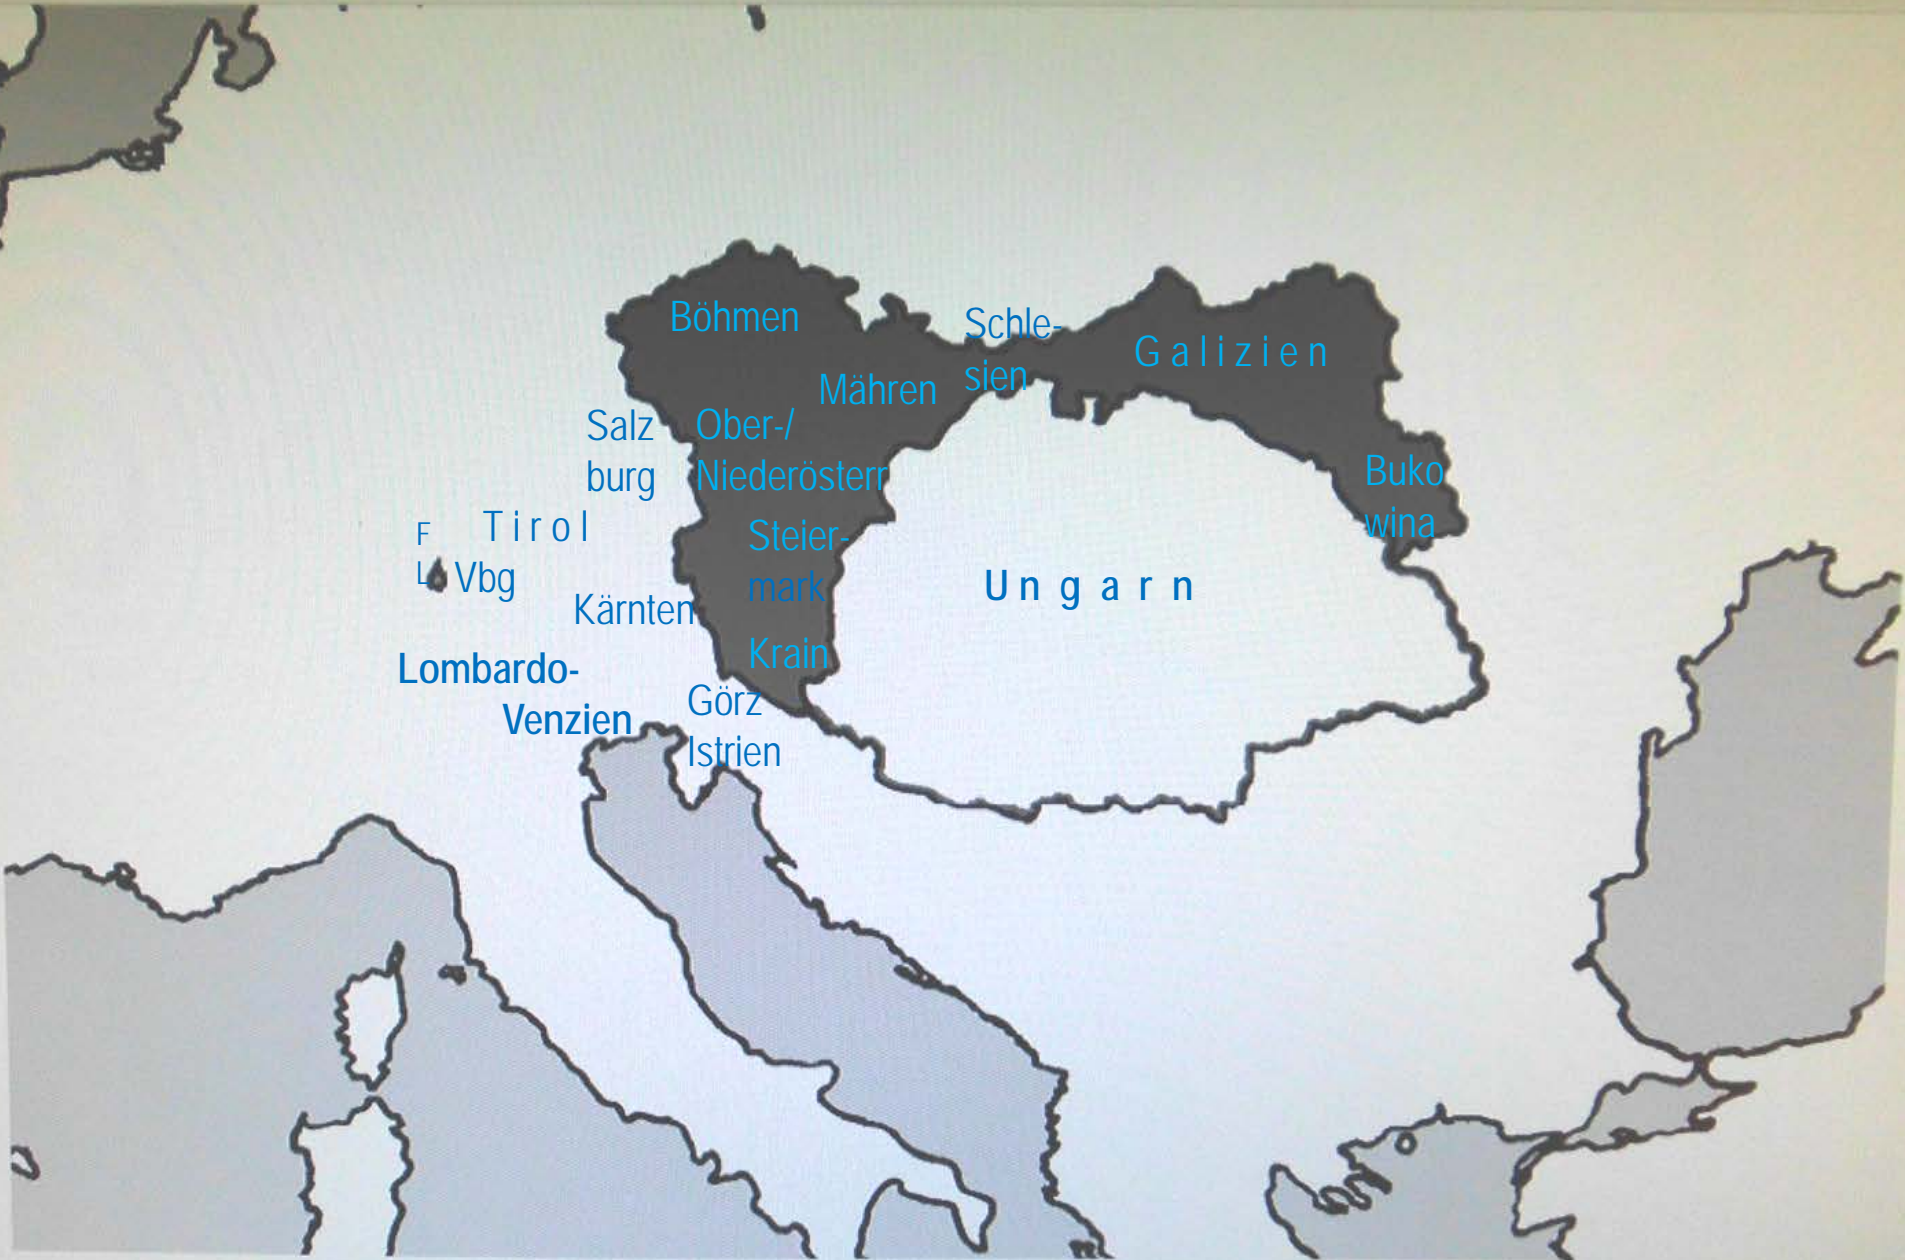 Böhmen
Schle-
sien
Galizien
Mähren
Salz
burg
Ober-/
Niederösterr
Buko
wina
F
L
Tirol
Vbg
Steier-
mark
Ungarn
Kärnten
Krain
Lombardo-
Venzien
Görz
Istrien